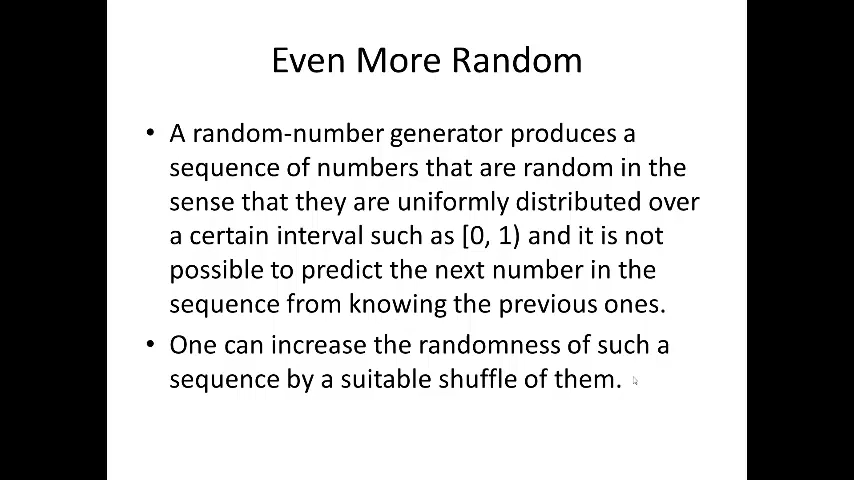 Even More Random
• A random-number generator produces a
sequence of numbers that are random in the
sense that they are uniformly distributed over
a certain interval such as [0, 1) and it is not
possible to predict the next number in the
sequence from knowing the previous ones.
• One can increase the randomness of such a
sequence by a suitable shuffle of them.